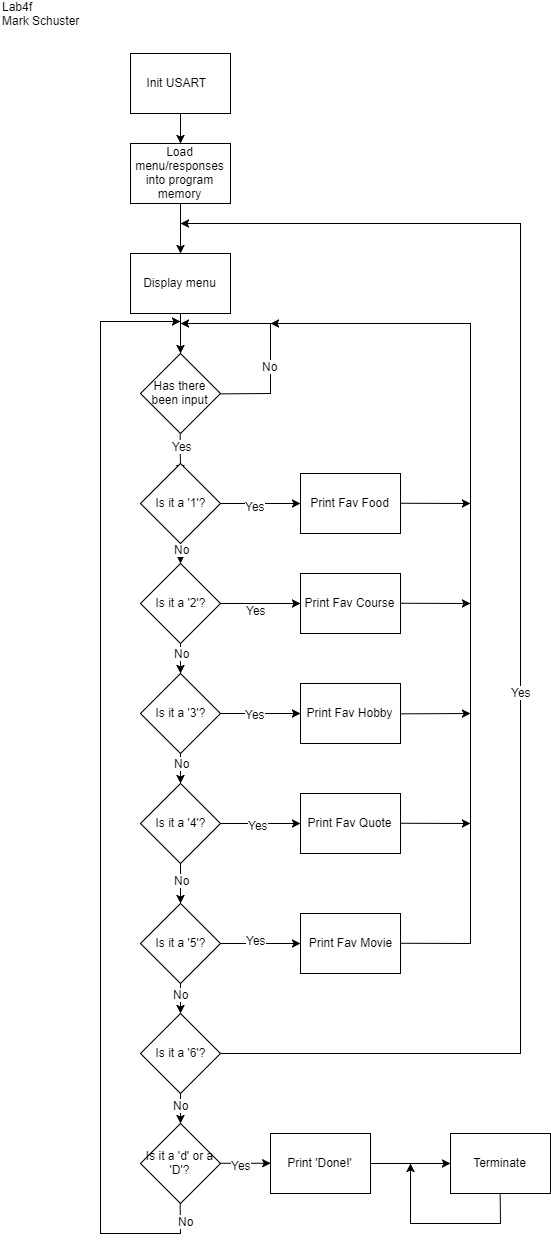 Lab4f
Mark Schuster
Init USART
Load
menu/responses
into program
memory
Display menu
Has there
been input
No
Yes
Is it a '1'?
Yes
Print Fav Food
No
Is it a '2'?
Yes
Print Fav Course
No
Is it a '3'?
Yes
Print Fav Hobby
Yes
No
Is it a '4'?
Yes
Print Fav Quote
No
Is it a '5'?
Yes
Print Fav Movie
No
Is it a '6'?
No
Is it a 'd' or a
'D'?
Yes
Print 'Done!'
Terminate
No